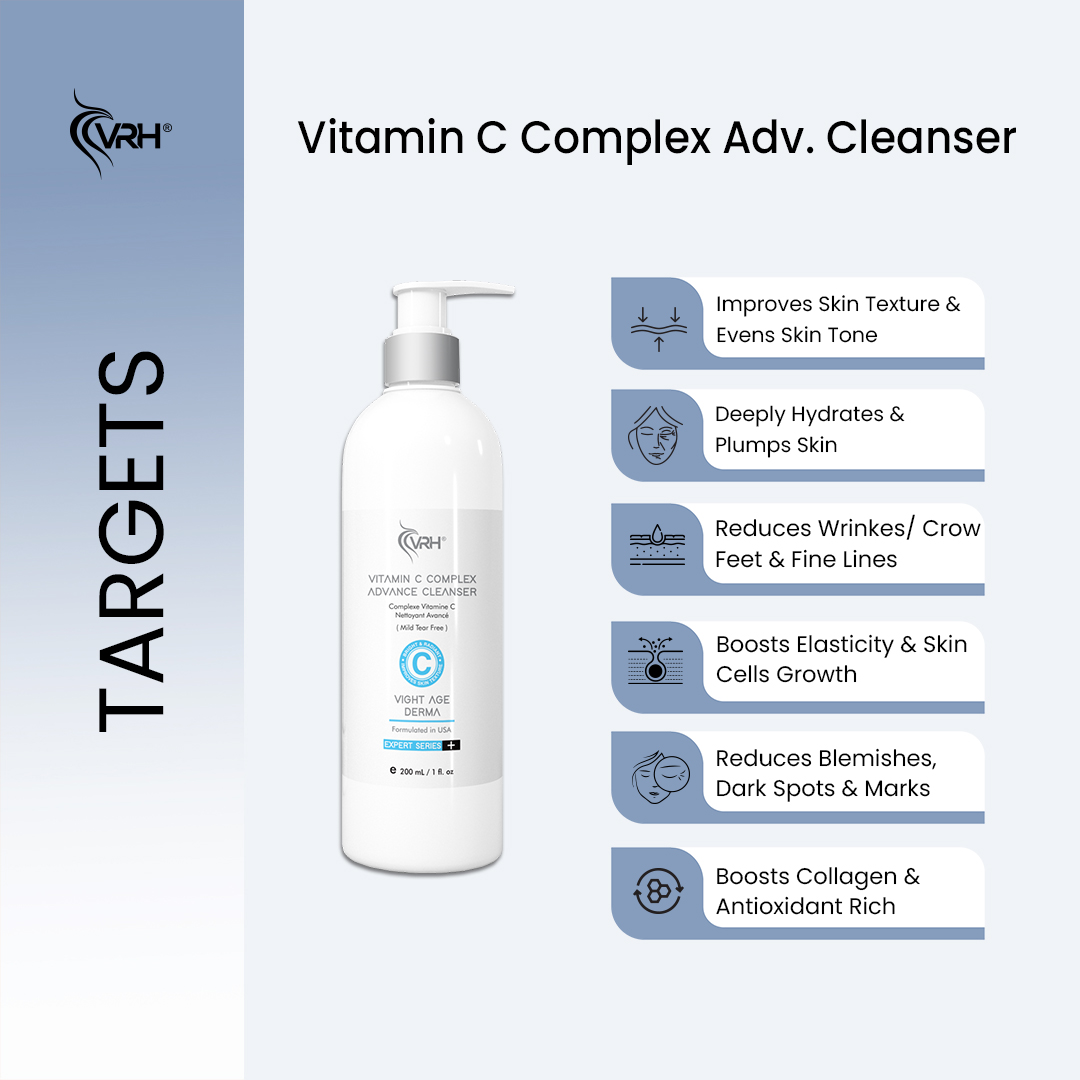 VRH®
Vitamin C Complex Adv. Cleanser
TARGETS
VRH®
VITAMIN C COMPLEX
ADVANCE CLEANSER
Complexe Vitamine C
Nettoyant Avancé
( Mild Tear Free )
C
VIGHT AGE
DERMA
Formulated in USA
EXPERT SERIES +
e 200 mL / 1 fl. oz
Improves Skin Texture &
Evens Skin Tone
Deeply Hydrates &
Plumps Skin
Reduces Wrinkes/ Crow
Feet & Fine Lines
Boosts Elasticity & Skin
Cells Growth
Reduces Blemishes,
Dark Spots & Marks
Boosts Collagen &
Antioxidant Rich